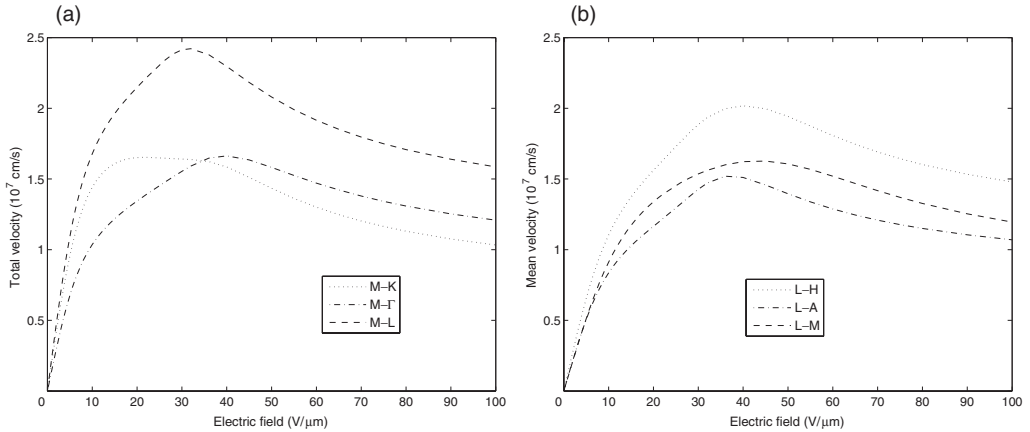 (a)
2.5
2
1.5
1
0.5
0
10
20
30
40
50
60
70
80
90
100
Total velocity (10⁷ cm/s)
Electric field (V/μm)
M–K
M–Γ
M–L
(b)
2.5
2
1.5
1
0.5
0
10
20
30
40
50
60
70
80
90
100
Mean velocity (10⁷ cm/s)
Electric field (V/μm)
L–H
L–A
L–M